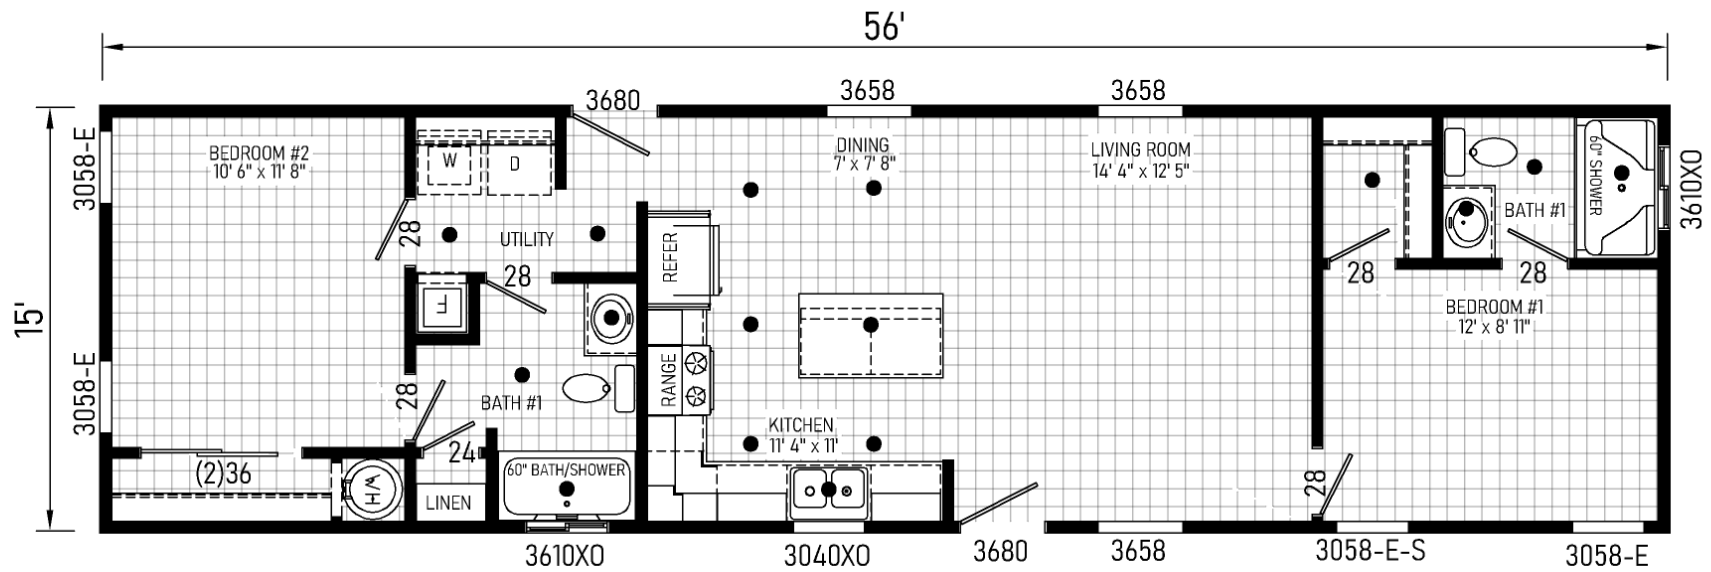 56'
3680
3658
3658
3058-E
BEDROOM #2
10' 6" x 11' 8"
W
D
DINING
7' x 7' 8"
LIVING ROOM
14' 4" x 12' 5"
60" SHOWER
3610XO
BATH #1
28
UTILITY
REFER
28
28
28
15'
F
BEDROOM #1
12' x 8' 11"
3058-E
28
RANGE
BATH #1
KITCHEN
11' 4" x 11'
24
(2)36
WH
60" BATH/SHOWER
28
LINEN
3610XO
3040XO
3680
3658
3058-E-S
3058-E